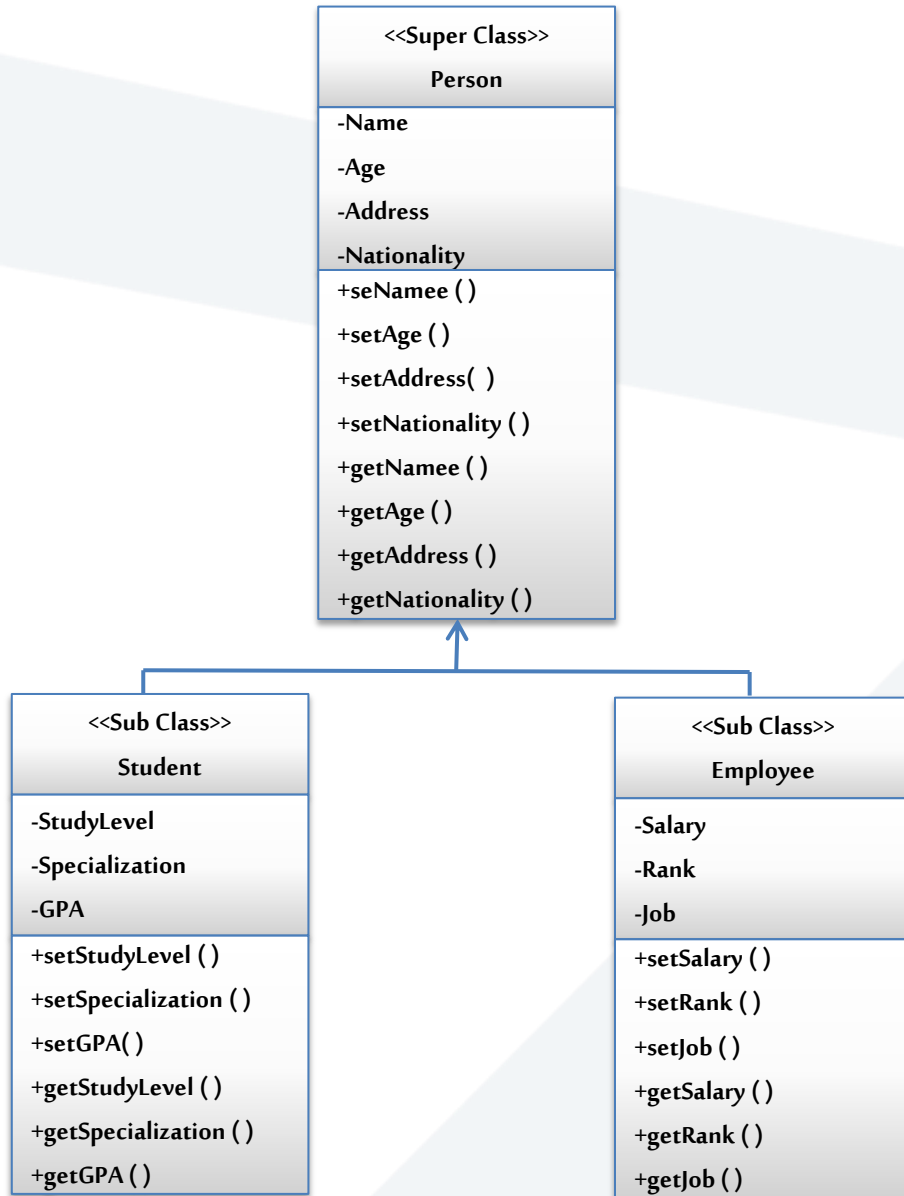 <<Super Class>>
Person
-Name
-Age
-Address
-Nationality
+seNamee ( )
+setAge ( )
+setAddress( )
+setNationality ( )
+getNamee ( )
+getAge ( )
+getAddress ( )
+getNationality ( )
<<Sub Class>>
Student
-StudyLevel
-Specialization
-GPA
+setStudyLevel ( )
+setSpecialization ( )
+setGPA( )
+getStudyLevel ( )
+getSpecialization ( )
+getGPA ( )
<<Sub Class>>
Employee
-Salary
-Rank
-Job
+setSalary ( )
+setRank ( )
+setJob ( )
+getSalary ( )
+getRank ( )
+getJob ( )